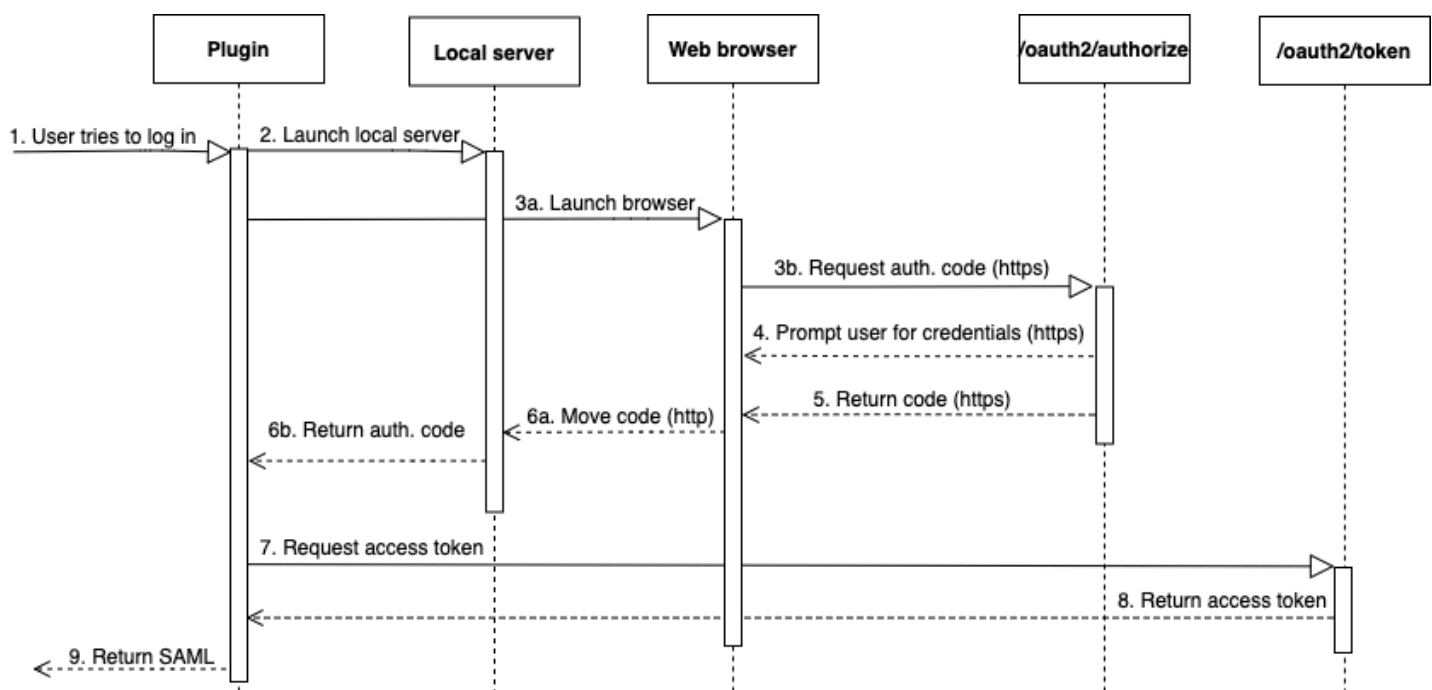 Plugin
Local server
Web browser
/oauth2/authorize
/oauth2/token
1. User tries to log in
2. Launch local server
3a. Launch browser
3b. Request auth. code (https)
4. Prompt user for credentials (https)
5. Return code (https)
6a. Move code (http)
6b. Return auth. code
7. Request access token
8. Return access token
9. Return SAML